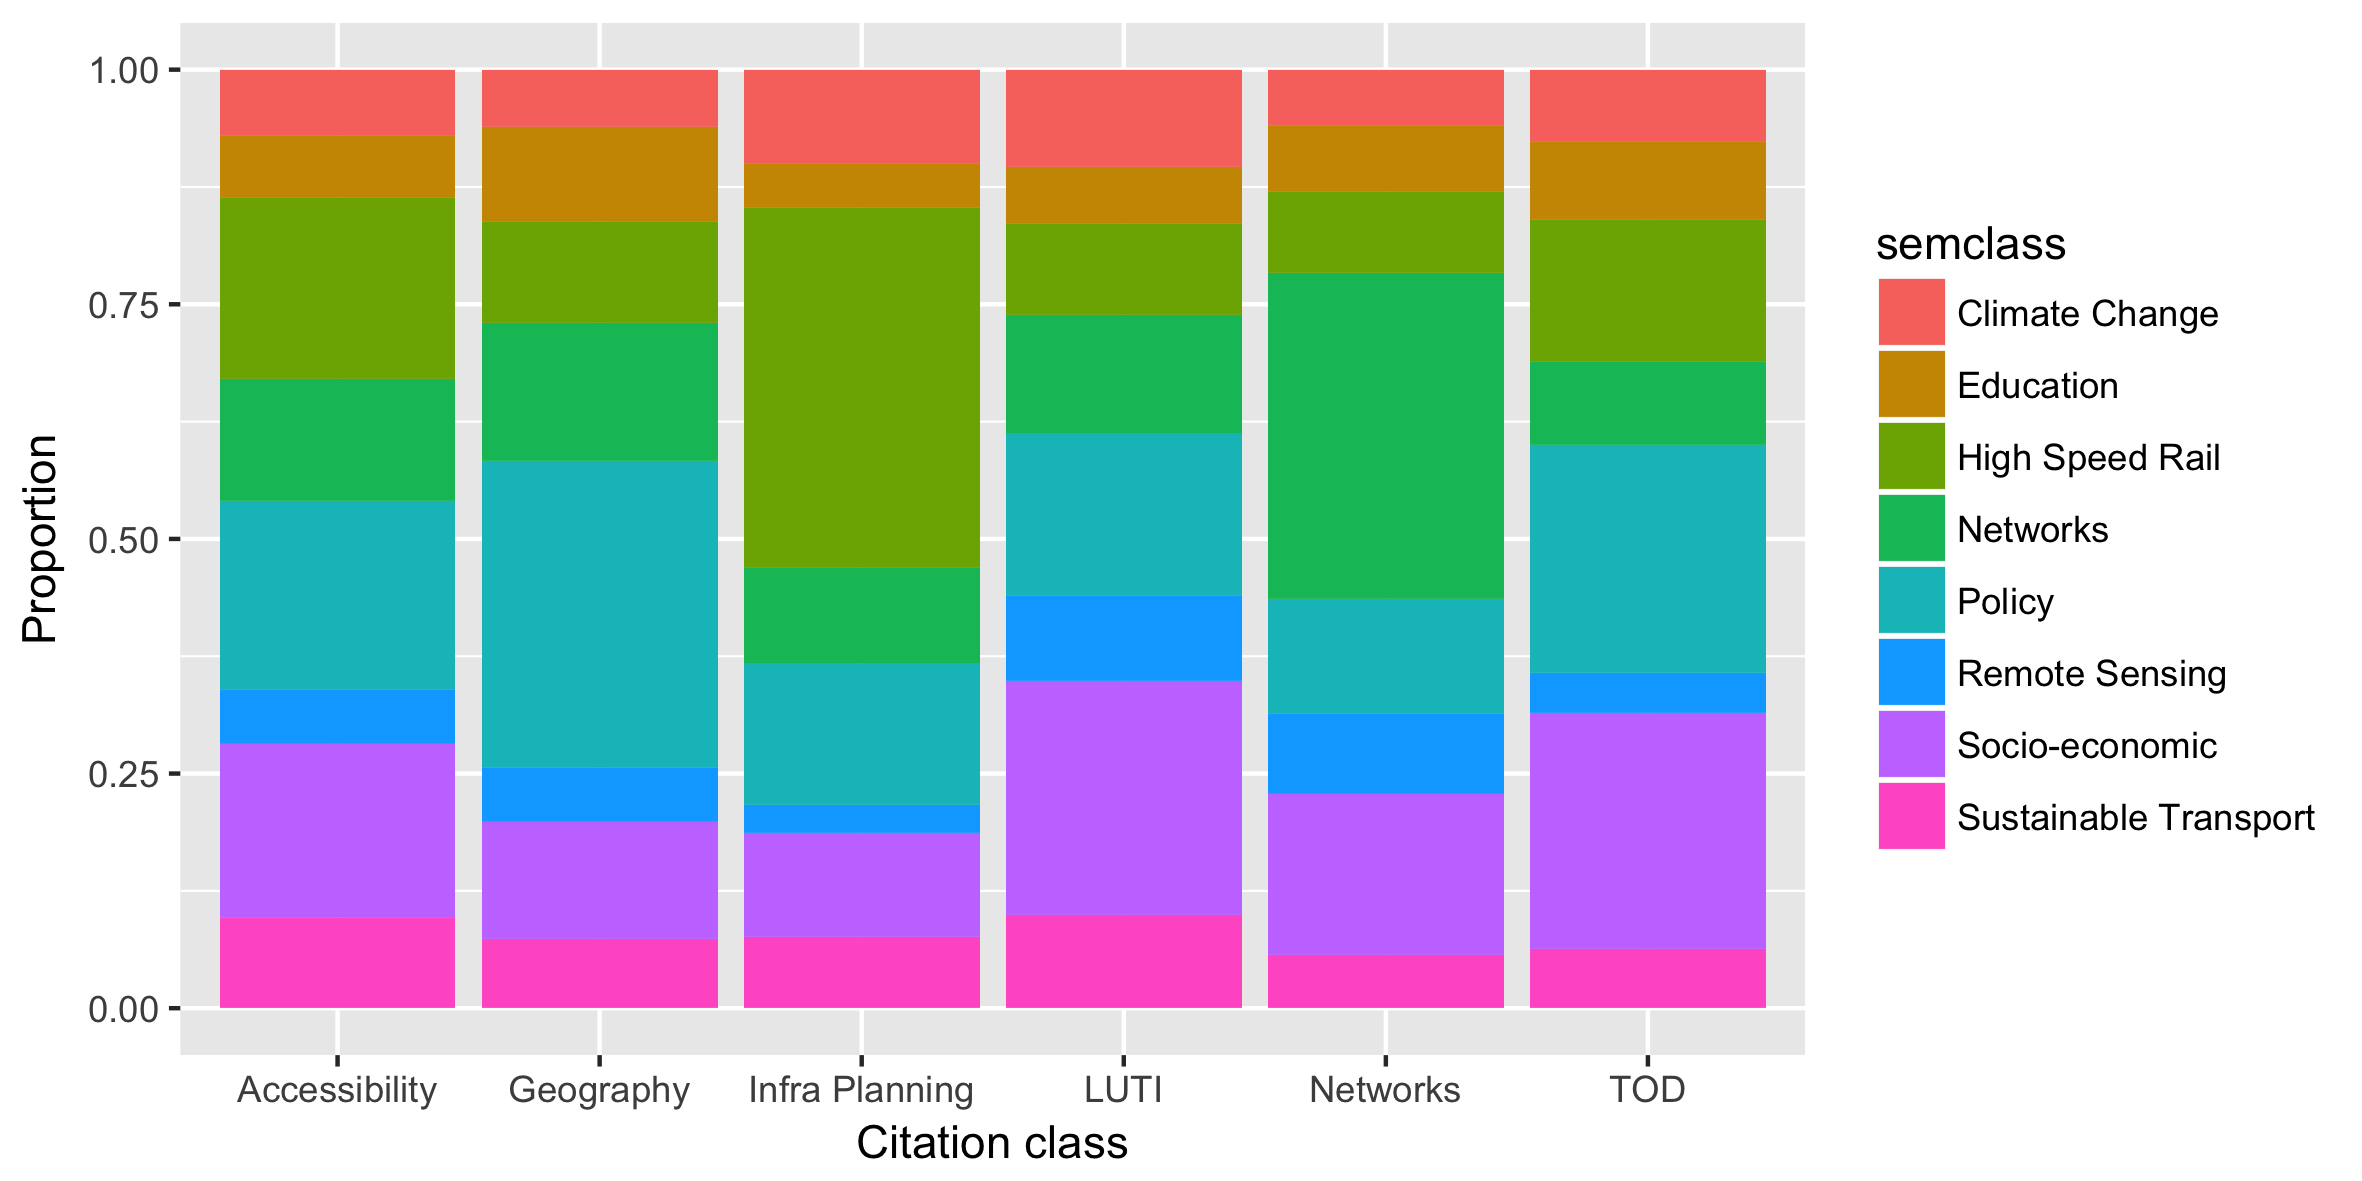 1.00
0.75
0.50
0.25
0.00
Proportion
Accessibility
Geography
Infra Planning
LUTI
Networks
TOD
Citation class
semclass
Climate Change
Education
High Speed Rail
Networks
Policy
Remote Sensing
Socio-economic
Sustainable Transport